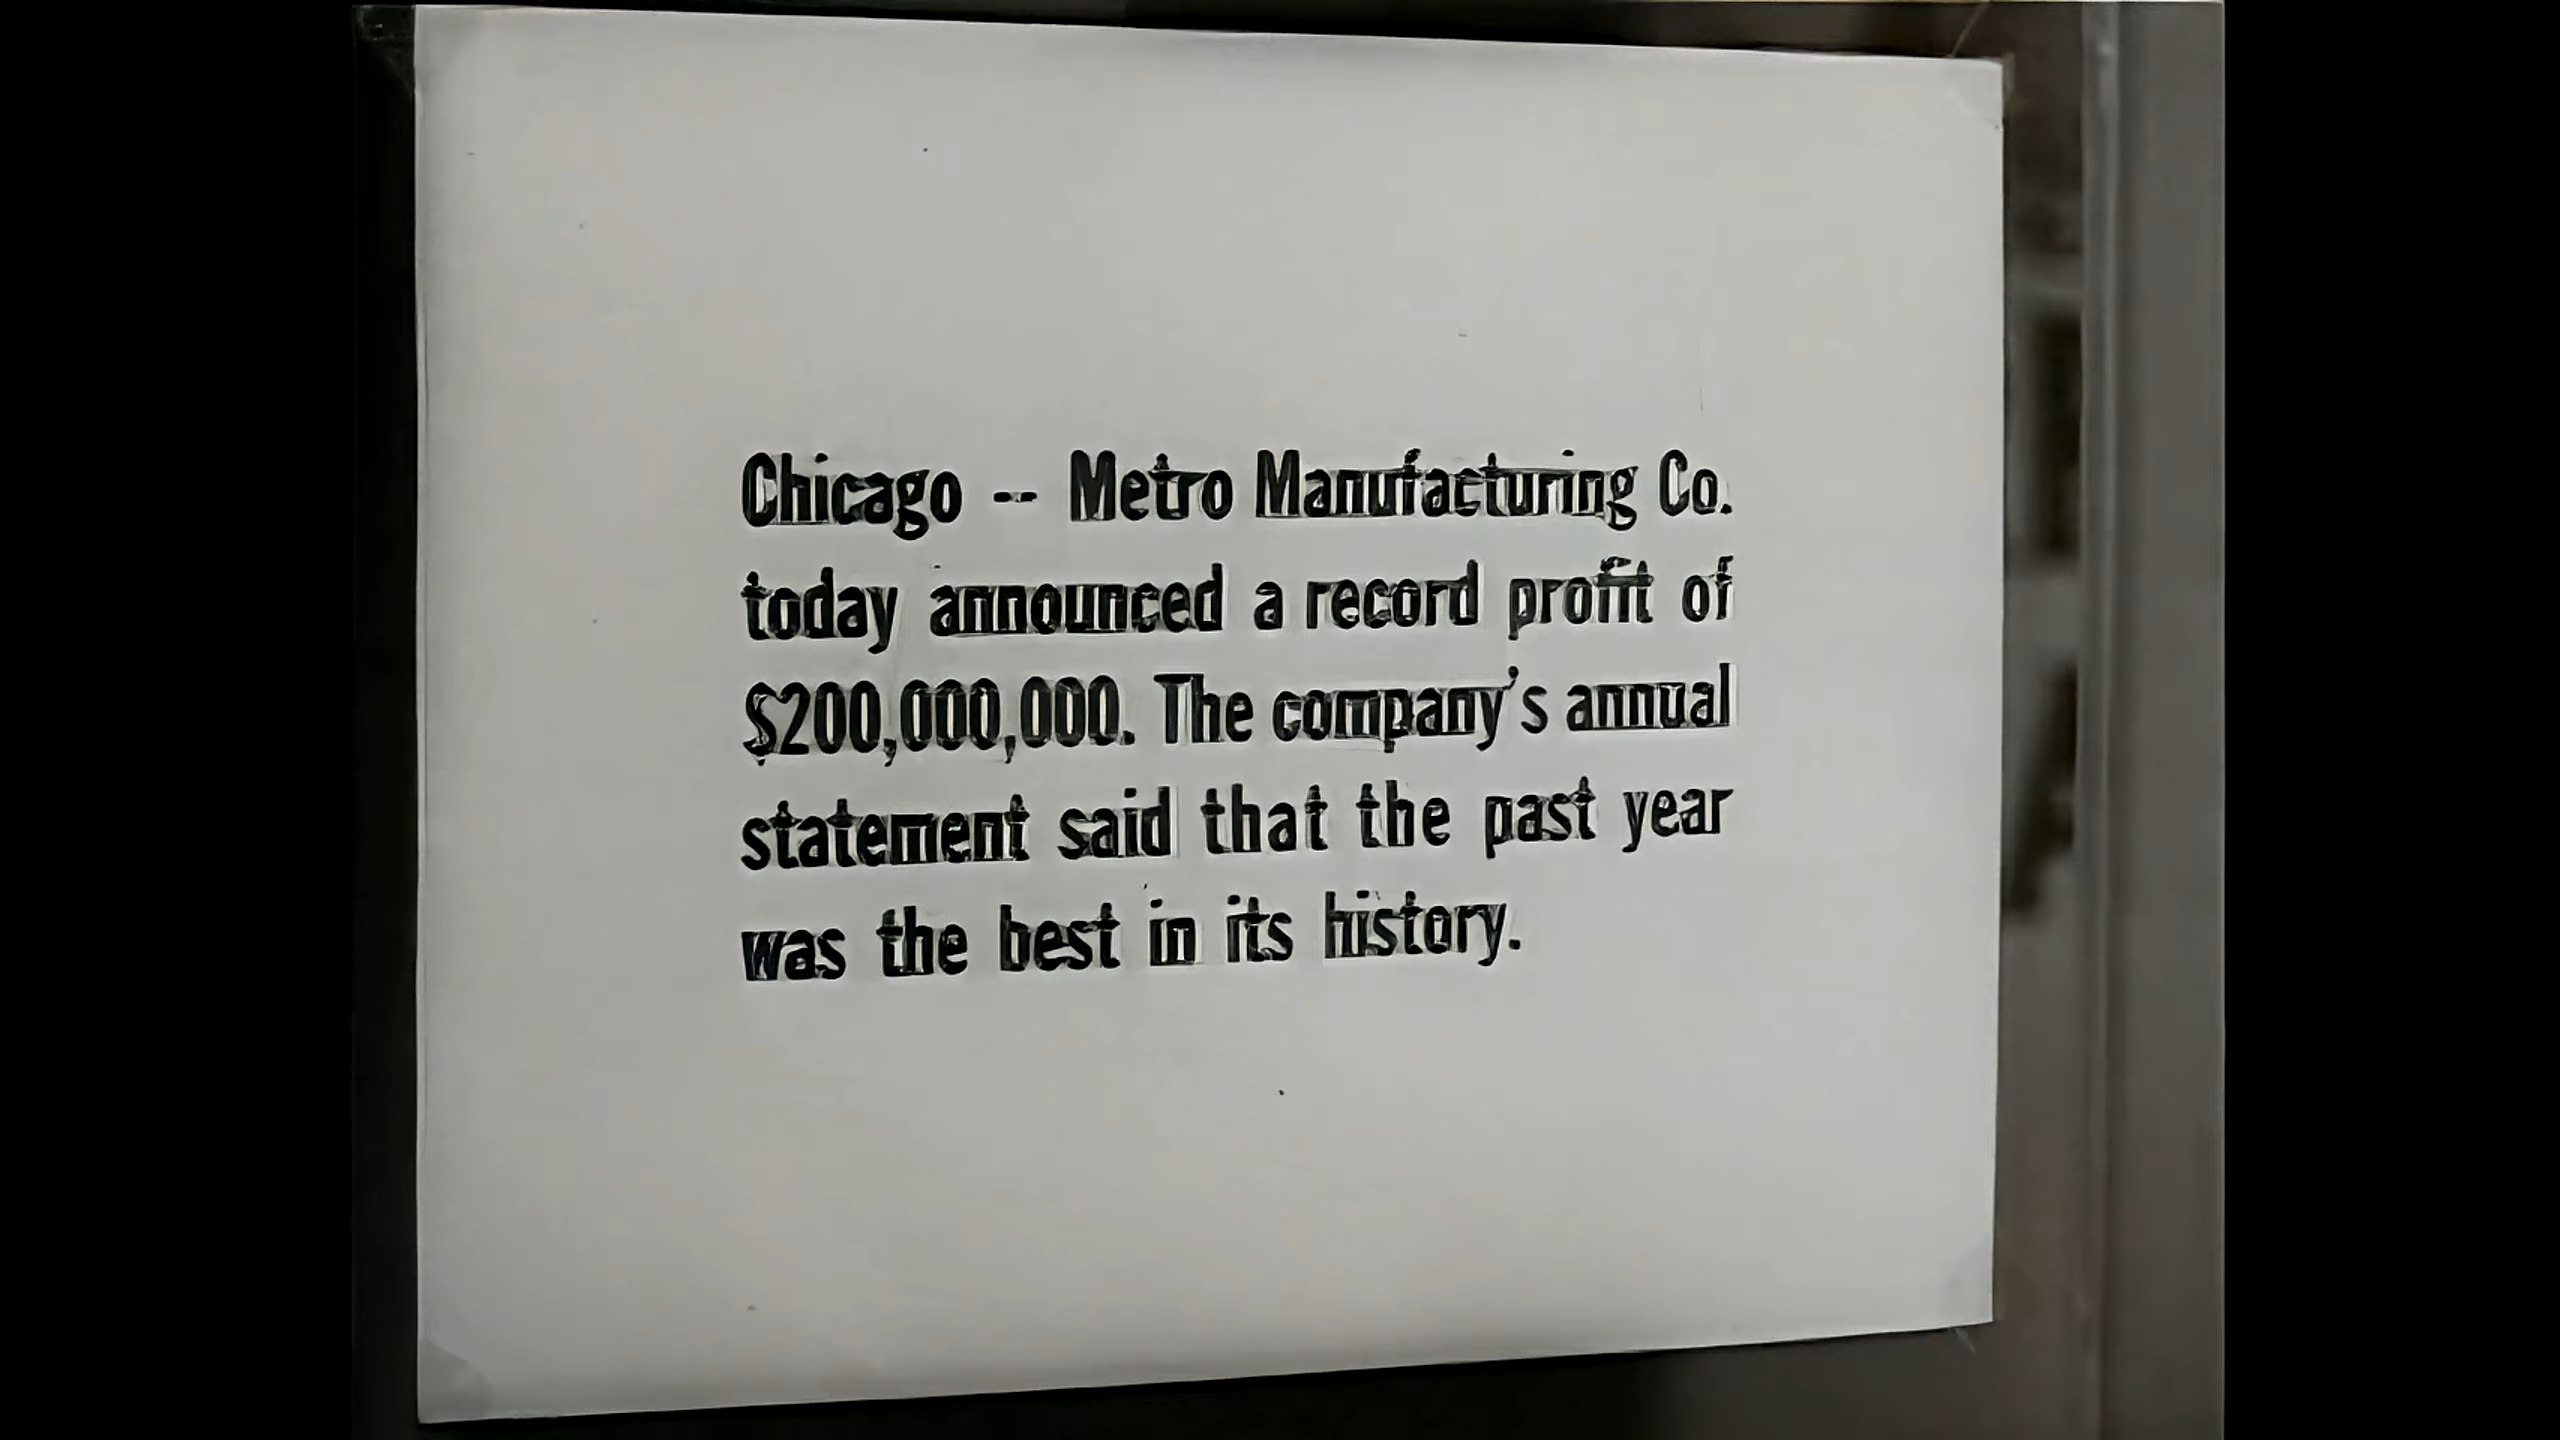 Chicago -- Metro Manufacturing Co.
today announced a record profit of
$200,000,000. The company's annual
statement said that the past year
was the best in its history.